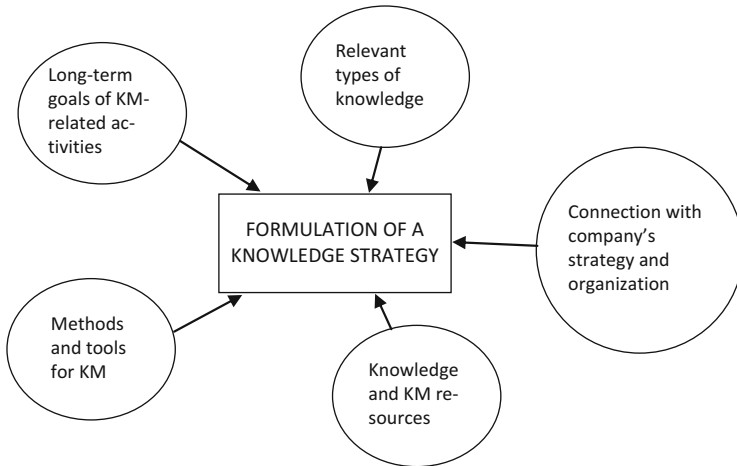 Long-term
goals of KM-
related ac-
tivities
Relevant
types of
knowledge
FORMULATION OF A
KNOWLEDGE STRATEGY
Connection with
company's
strategy and
organization
Methods
and tools
for KM
Knowledge
and KM re-
sources